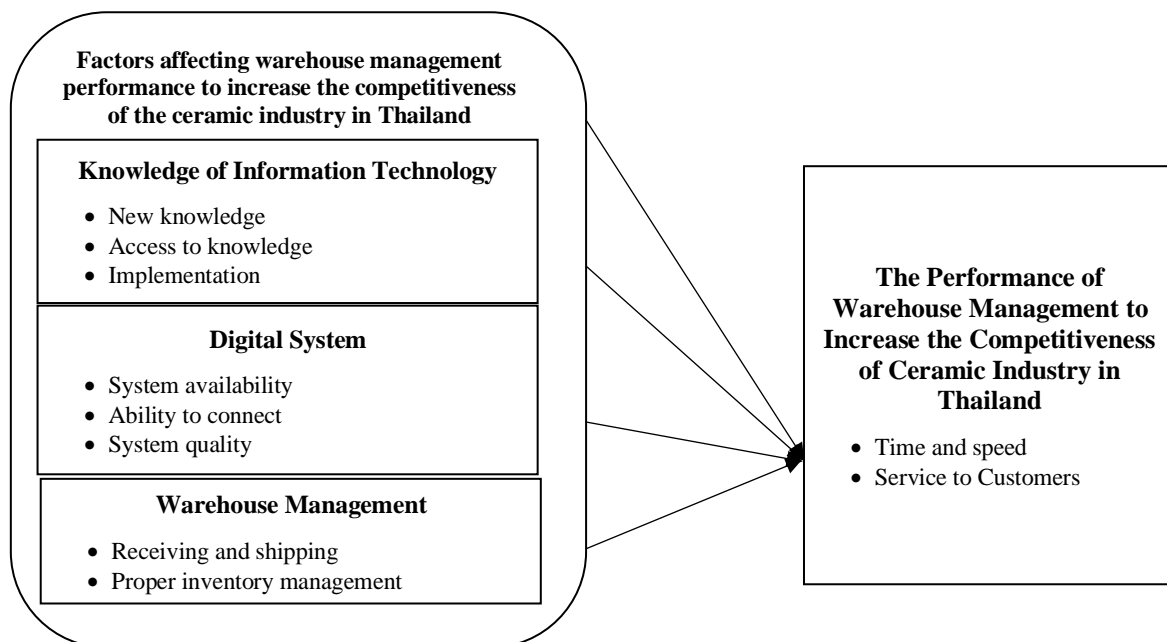 Factors affecting warehouse management
performance to increase the competitiveness
of the ceramic industry in Thailand
Knowledge of Information Technology
• New knowledge
• Access to knowledge
• Implementation
Digital System
• System availability
• Ability to connect
• System quality
Warehouse Management
• Receiving and shipping
• Proper inventory management
The Performance of
Warehouse Management to
Increase the Competitiveness
of Ceramic Industry in
Thailand
• Time and speed
• Service to Customers